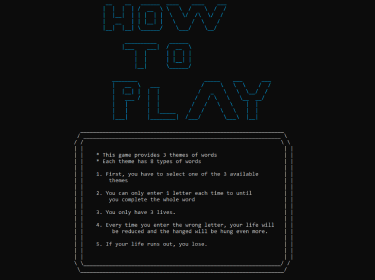 HOW
TO
PLAY
* This game provides 3 themes of words
* Each theme has 8 types of words
1. First, you have to select one of the 3 available
themes
2. You can only enter 1 letter each time to until
you complete the whole word
3. You only have 3 lives.
4. Every time you enter the wrong letter, your life will
be reduced and the hanged will be hung even more.
5. If your life runs out, you lose.